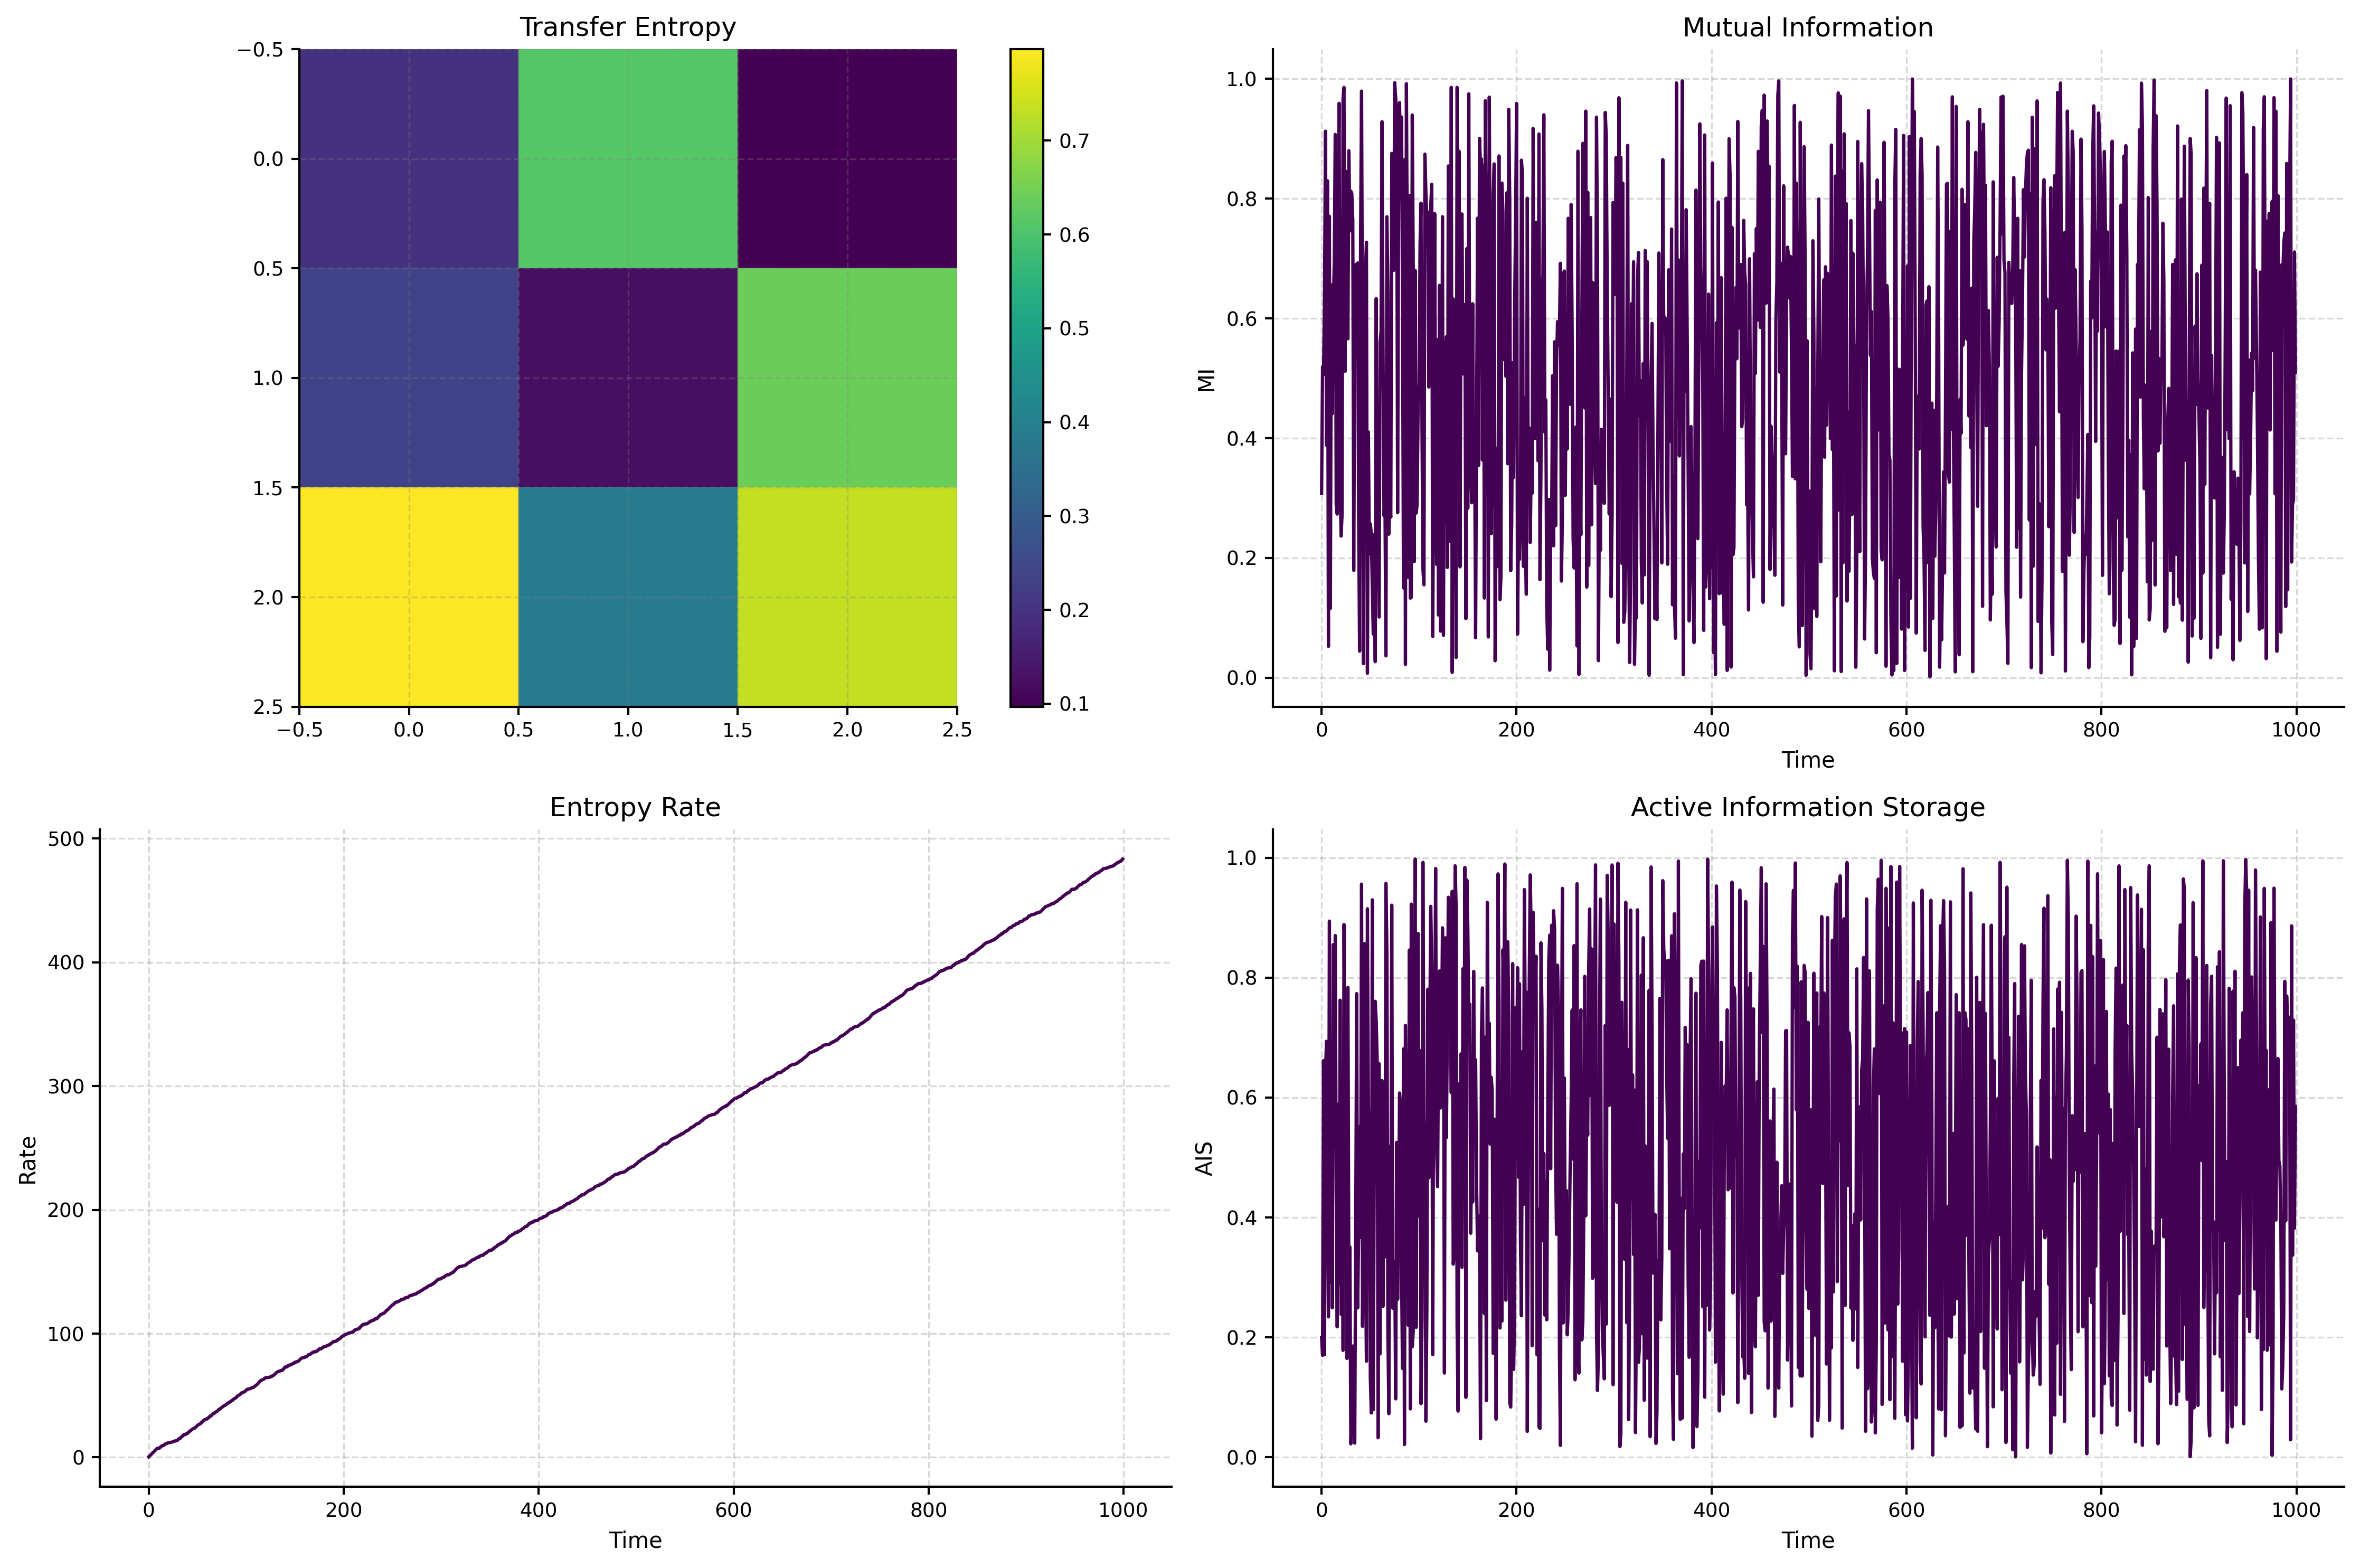 Transfer Entropy
−0.5
0.0
0.5
1.0
1.5
2.0
2.5
−0.5 0.0 0.5 1.0 1.5 2.0 2.5
0.7
0.6
0.5
0.4
0.3
0.2
0.1
Mutual Information
MI
1.0
0.8
0.6
0.4
0.2
0.0
0 200 400 600 800 1000
Time
Entropy Rate
Rate
500
400
300
200
100
0
0 200 400 600 800 1000
Time
Active Information Storage
AIS
1.0
0.8
0.6
0.4
0.2
0.0
0 200 400 600 800 1000
Time